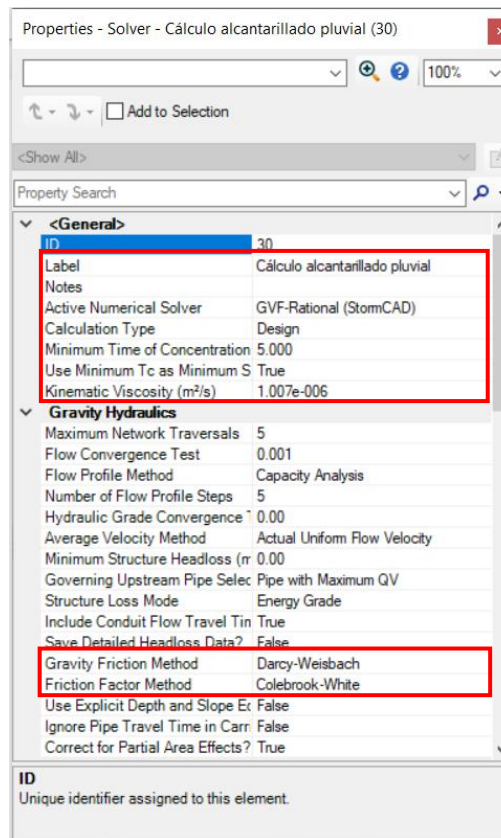 Properties - Solver - Cálculo alcantarillado pluvial (30)
100%
Add to Selection
<Show All>
Property Search
<General>
ID 30
Label Cálculo alcantarillado pluvial
Notes
Active Numerical Solver GVF-Rational (StormCAD)
Calculation Type Design
Minimum Time of Concentration 5.000
Use Minimum Tc as Minimum S True
Kinematic Viscosity (m²/s) 1.007e-006
Gravity Hydraulics
Maximum Network Traversals 5
Flow Convergence Test 0.001
Flow Profile Method Capacity Analysis
Number of Flow Profile Steps 5
Hydraulic Grade Convergence 0.00
Average Velocity Method Actual Uniform Flow Velocity
Minimum Structure Headloss (m 0.00
Governing Upstream Pipe Selec Pipe with Maximum QV
Structure Loss Mode Energy Grade
Include Conduit Flow Travel Tin True
Save Detailed Headloss Data? False
Gravity Friction Method Darcy-Weisbach
Friction Factor Method Colebrook-White
Use Explicit Depth and Slope Ec False
Ignore Pipe Travel Time in Carr False
Correct for Partial Area Effects? True
ID
Unique identifier assigned to this element.